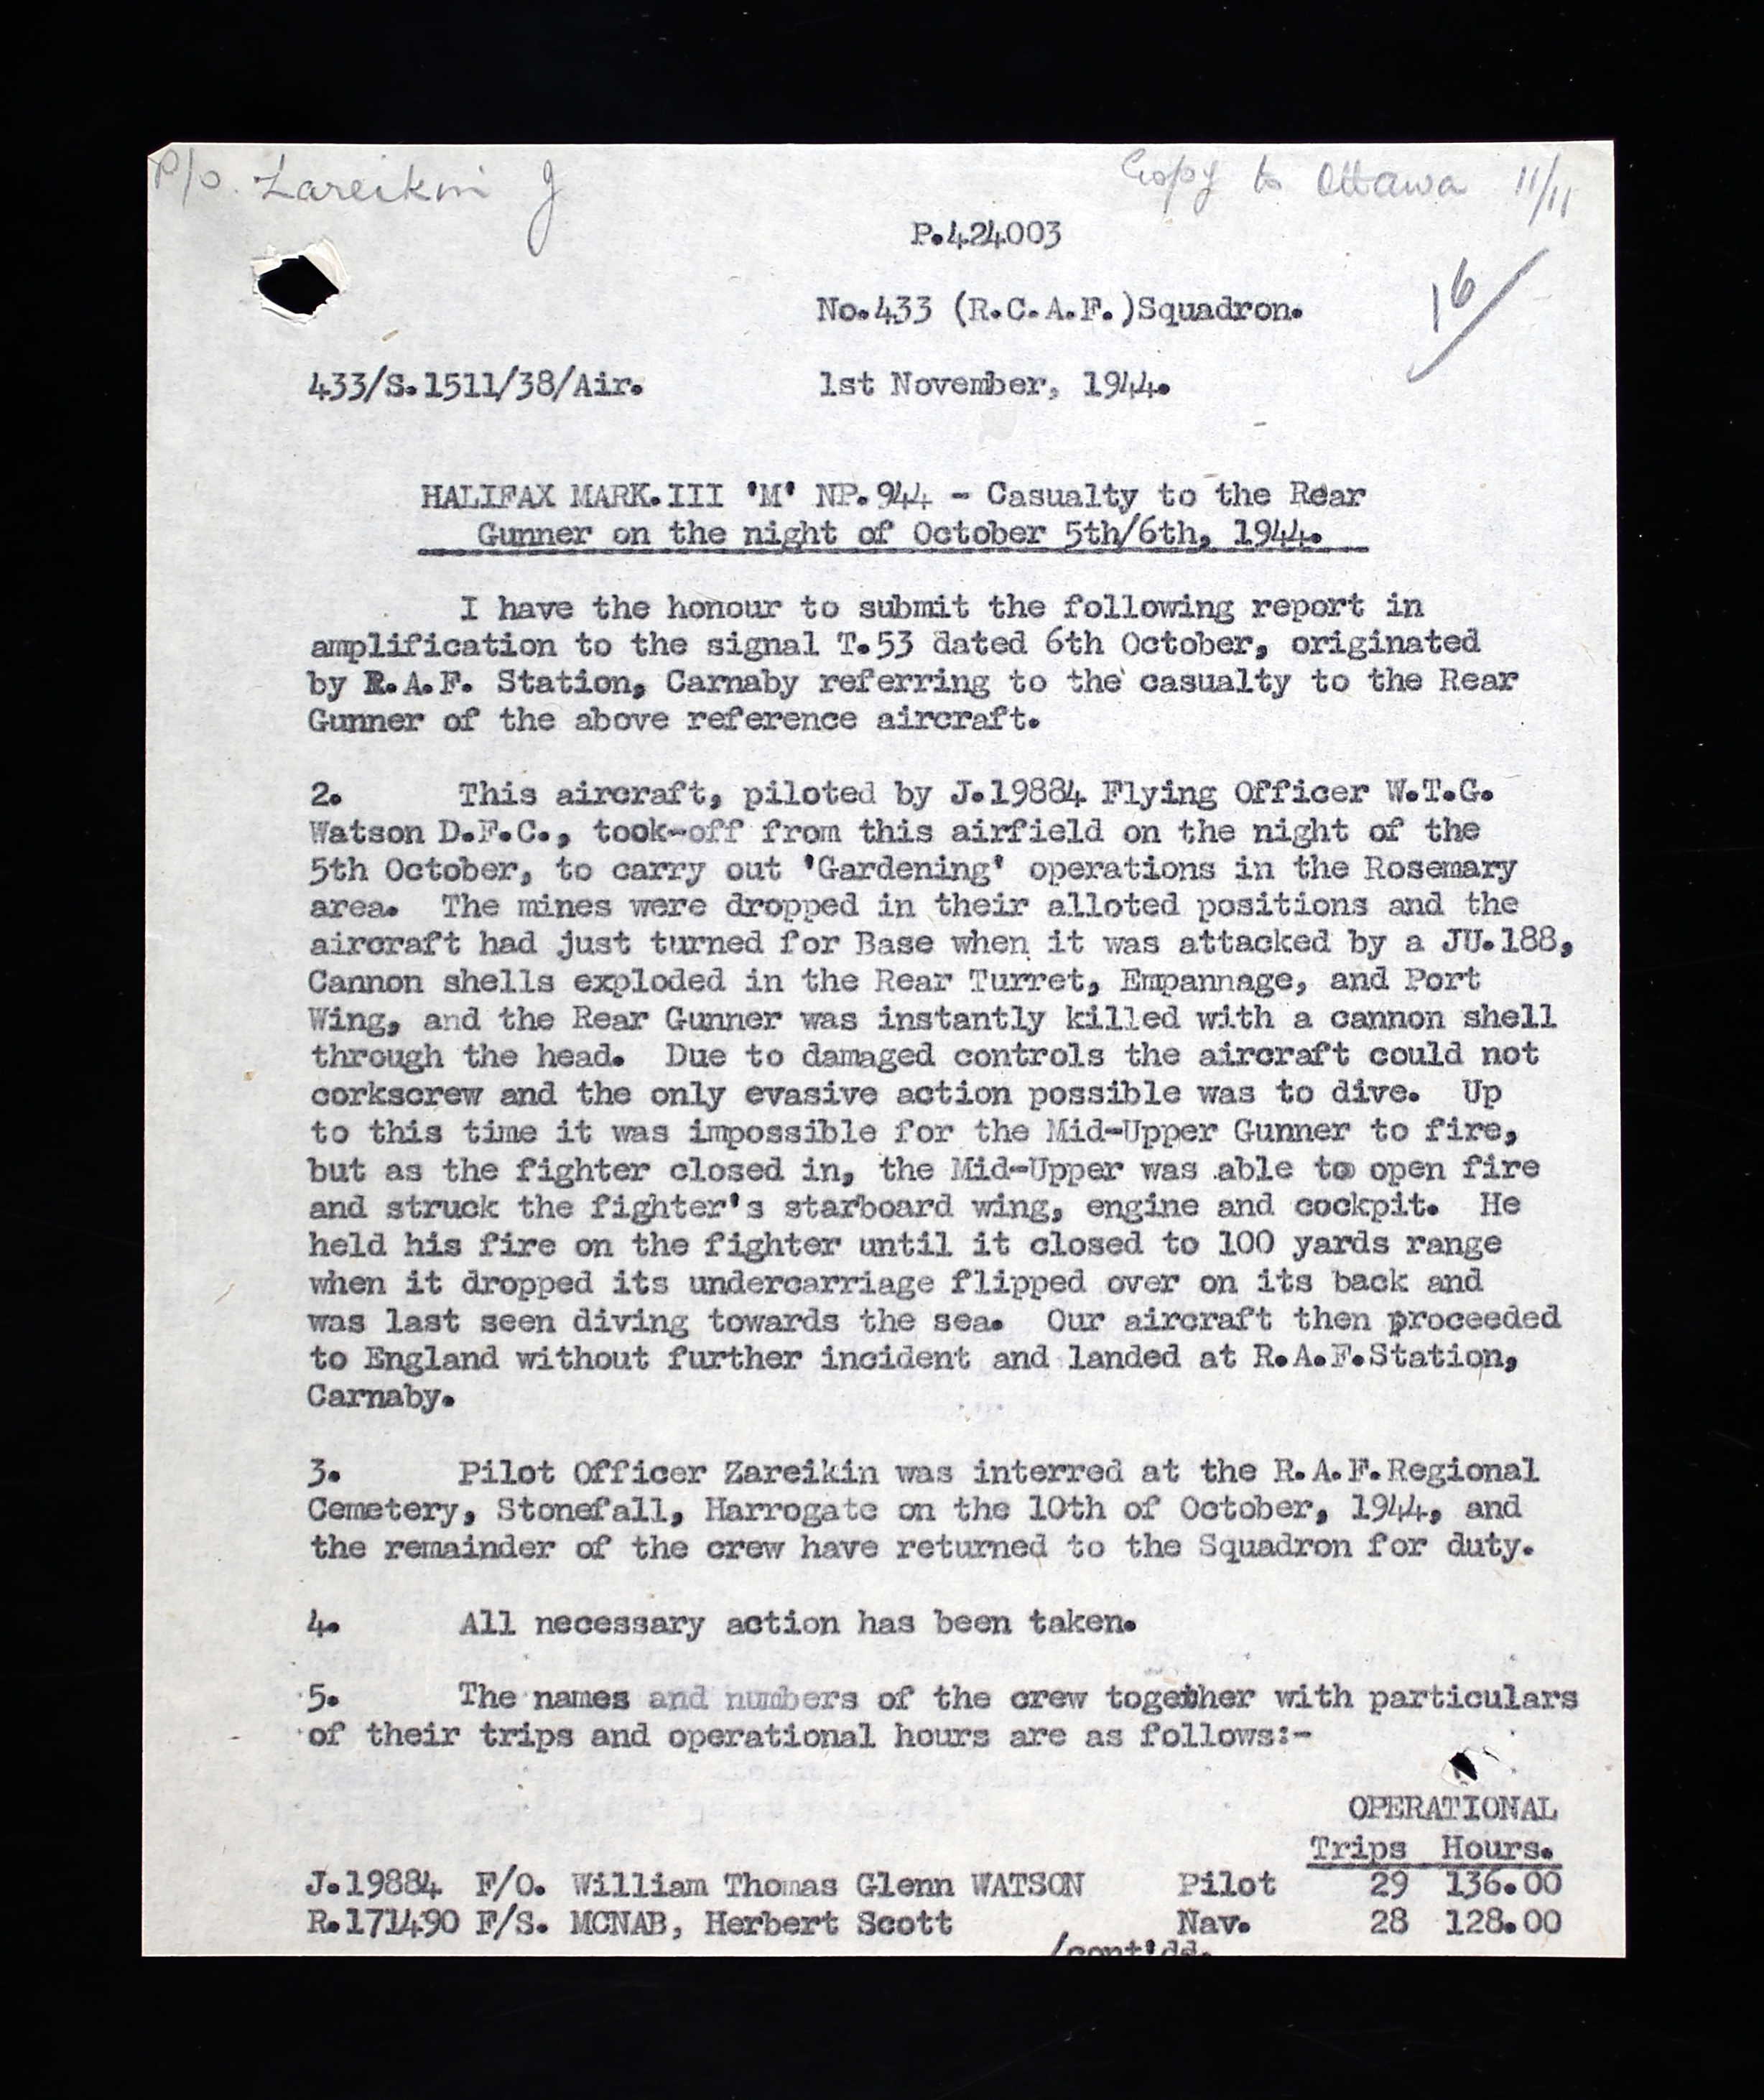 P/o. Zareikin J
Copy to Ottawa 11/11
P.424003
16
No.433 (R.C.A.F.)Squadron.
433/S.1511/38/Air. 1st November, 1944.
HALIFAX MARK.III 'M' NP.944 - Casualty to the Rear
Gunner on the night of October 5th/6th, 1944.
I have the honour to submit the following report in
amplification to the signal T.53 dated 6th October, originated
by R.A.F. Station, Carnaby referring to the casualty to the Rear
Gunner of the above reference aircraft.
2. This aircraft, piloted by J.19884 Flying Officer W.T.G.
Watson D.F.C., took-off from this airfield on the night of the
5th October, to carry out 'Gardening' operations in the Rosemary
area. The mines were dropped in their alloted positions and the
aircraft had just turned for Base when it was attacked by a JU.188,
Cannon shells exploded in the Rear Turret, Empannage, and Port
Wing, and the Rear Gunner was instantly killed with a cannon shell
through the head. Due to damaged controls the aircraft could not
corkscrew and the only evasive action possible was to dive. Up
to this time it was impossible for the Mid-Upper Gunner to fire,
but as the fighter closed in, the Mid-Upper was able to open fire
and struck the fighter's starboard wing, engine and cockpit. He
held his fire on the fighter until it closed to 100 yards range
when it dropped its undercarriage flipped over on its back and
was last seen diving towards the sea. Our aircraft then proceeded
to England without further incident and landed at R.A.F.Station,
Carnaby.
3. Pilot Officer Zareikin was interred at the R.A.F.Regional
Cemetery, Stonefall, Harrogate on the 10th of October, 1944, and
the remainder of the crew have returned to the Squadron for duty.
4. All necessary action has been taken.
5. The names and numbers of the crew together with particulars
of their trips and operational hours are as follows:-
OPERATIONAL
Trips Hours.
J.19884 F/O. William Thomas Glenn WATSON Pilot 29 136.00
R.171490 F/S. MCNAB, Herbert Scott Nav. 28 128.00
/cont'dd.